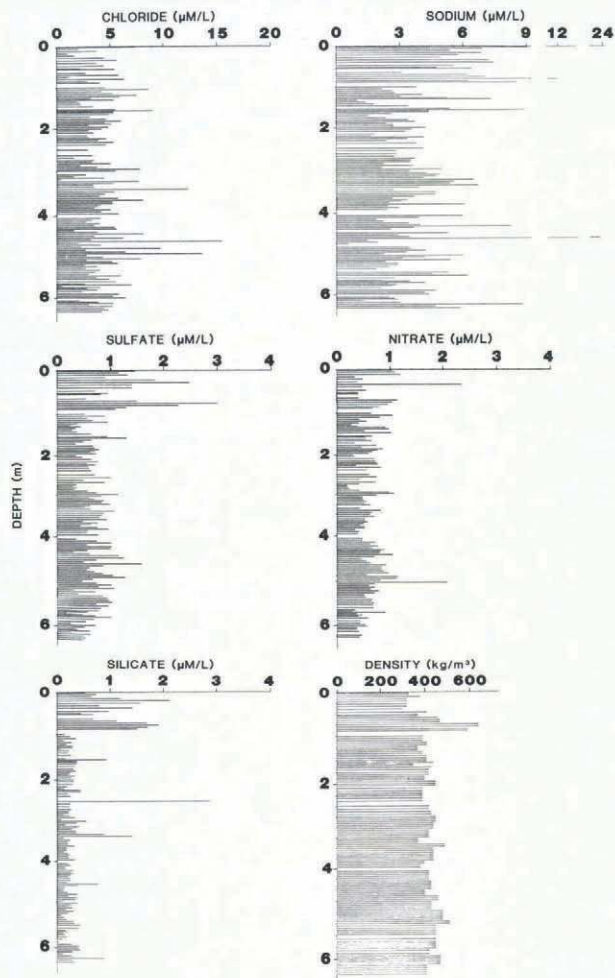 CHLORIDE (µM/L)
0 5 10 15 20
0
2
4
6
SODIUM (µM/L)
0 3 6 9 12 24
0
2
4
6
SULFATE (µM/L)
0 1 2 3 4
0
2
4
6
NITRATE (µM/L)
0 1 2 3 4
0
2
4
6
DEPTH (m)
SILICATE (µM/L)
0 1 2 3 4
0
2
4
6
DENSITY (kg/m³)
0 200 400 600
0
2
4
6